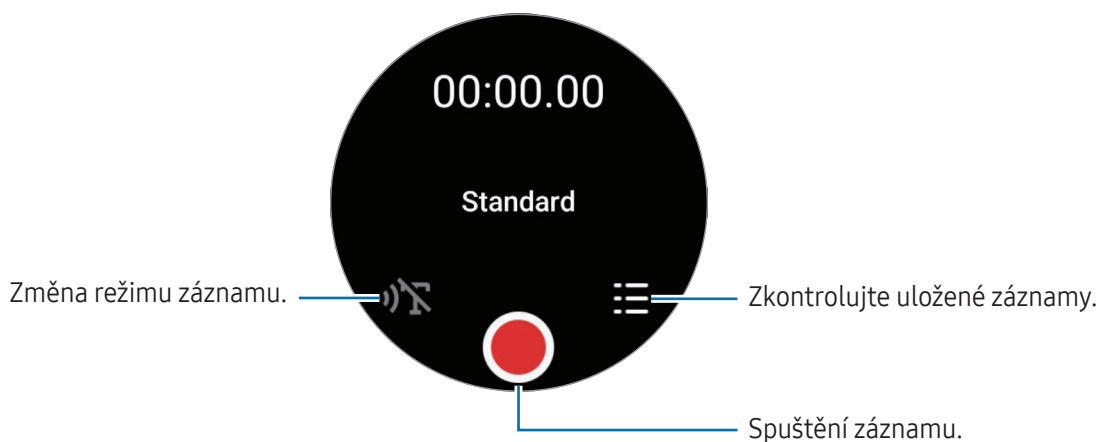 00:00.00
Standard
Změna režimu záznamu.
Zkontrolujte uložené záznamy.
Spuštění záznamu.